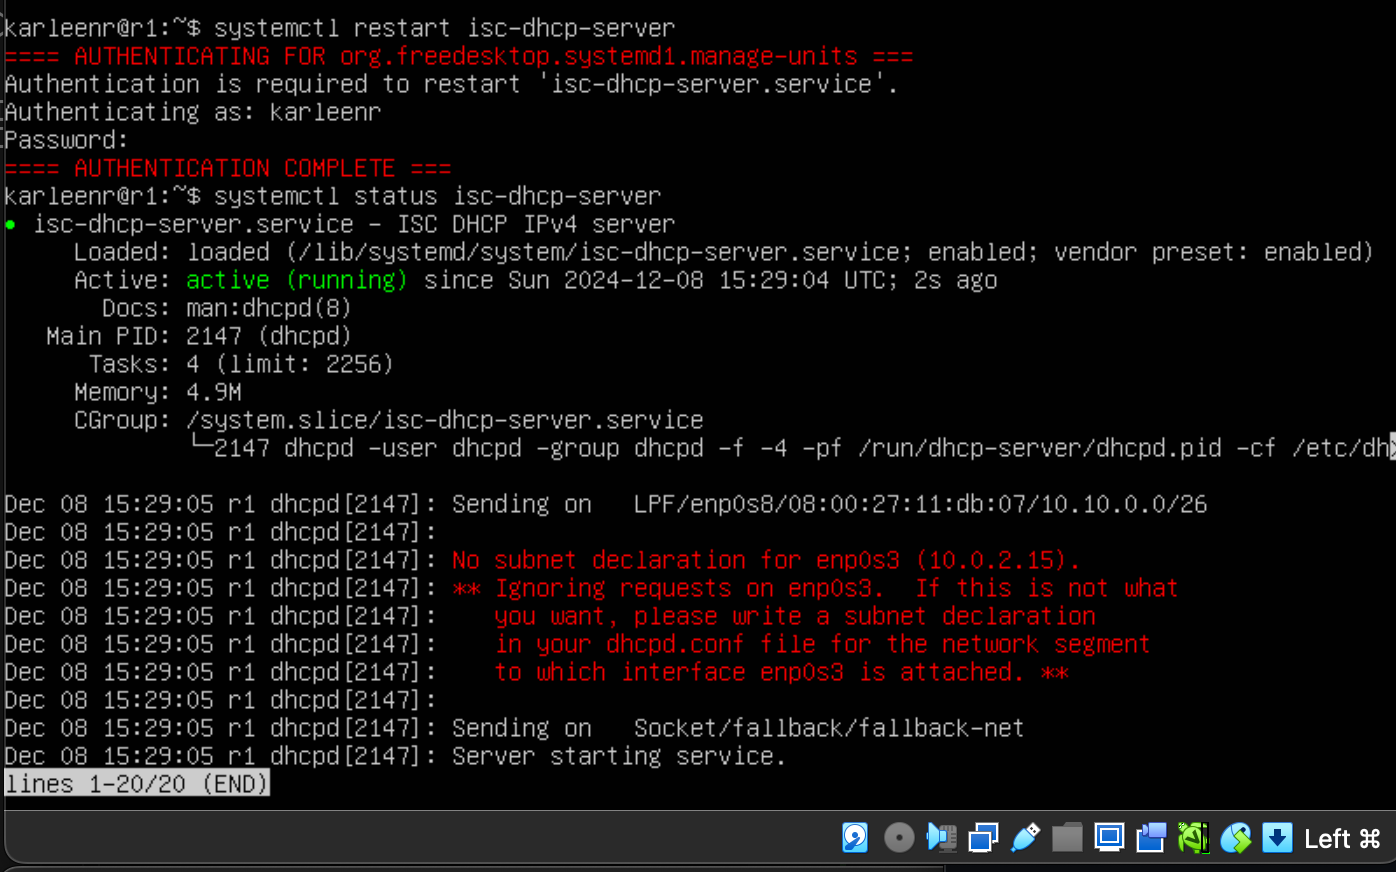 karleenr@r1:~$ systemctl restart isc-dhcp-server
==== AUTHENTICATING FOR org.freedesktop.systemd1.manage-units ===
Authentication is required to restart 'isc-dhcp-server.service'.
Authenticating as: karleenr
Password:
==== AUTHENTICATION COMPLETE ===
karleenr@r1:~$ systemctl status isc-dhcp-server
● isc-dhcp-server.service - ISC DHCP IPv4 server
Loaded: loaded (/lib/systemd/system/isc-dhcp-server.service; enabled; vendor preset: enabled)
Active: active (running) since Sun 2024-12-08 15:29:04 UTC; 2s ago
Docs: man:dhcpd(8)
Main PID: 2147 (dhcpd)
Tasks: 4 (limit: 2256)
Memory: 4.9M
CGroup: /system.slice/isc-dhcp-server.service
└─2147 dhcpd -user dhcpd -group dhcpd -f -4 -pf /run/dhcp-server/dhcpd.pid -cf /etc/dh>
Dec 08 15:29:05 r1 dhcpd[2147]: Sending on   LPF/enp0s8/08:00:27:11:db:07/10.10.0.0/26
Dec 08 15:29:05 r1 dhcpd[2147]:
Dec 08 15:29:05 r1 dhcpd[2147]: No subnet declaration for enp0s3 (10.0.2.15).
Dec 08 15:29:05 r1 dhcpd[2147]: ** Ignoring requests on enp0s3.  If this is not what
Dec 08 15:29:05 r1 dhcpd[2147]:    you want, please write a subnet declaration
Dec 08 15:29:05 r1 dhcpd[2147]:    in your dhcpd.conf file for the network segment
Dec 08 15:29:05 r1 dhcpd[2147]:    to which interface enp0s3 is attached. **
Dec 08 15:29:05 r1 dhcpd[2147]:
Dec 08 15:29:05 r1 dhcpd[2147]: Sending on   Socket/fallback/fallback-net
Dec 08 15:29:05 r1 dhcpd[2147]: Server starting service.
lines 1-20/20 (END)
Left ⌘